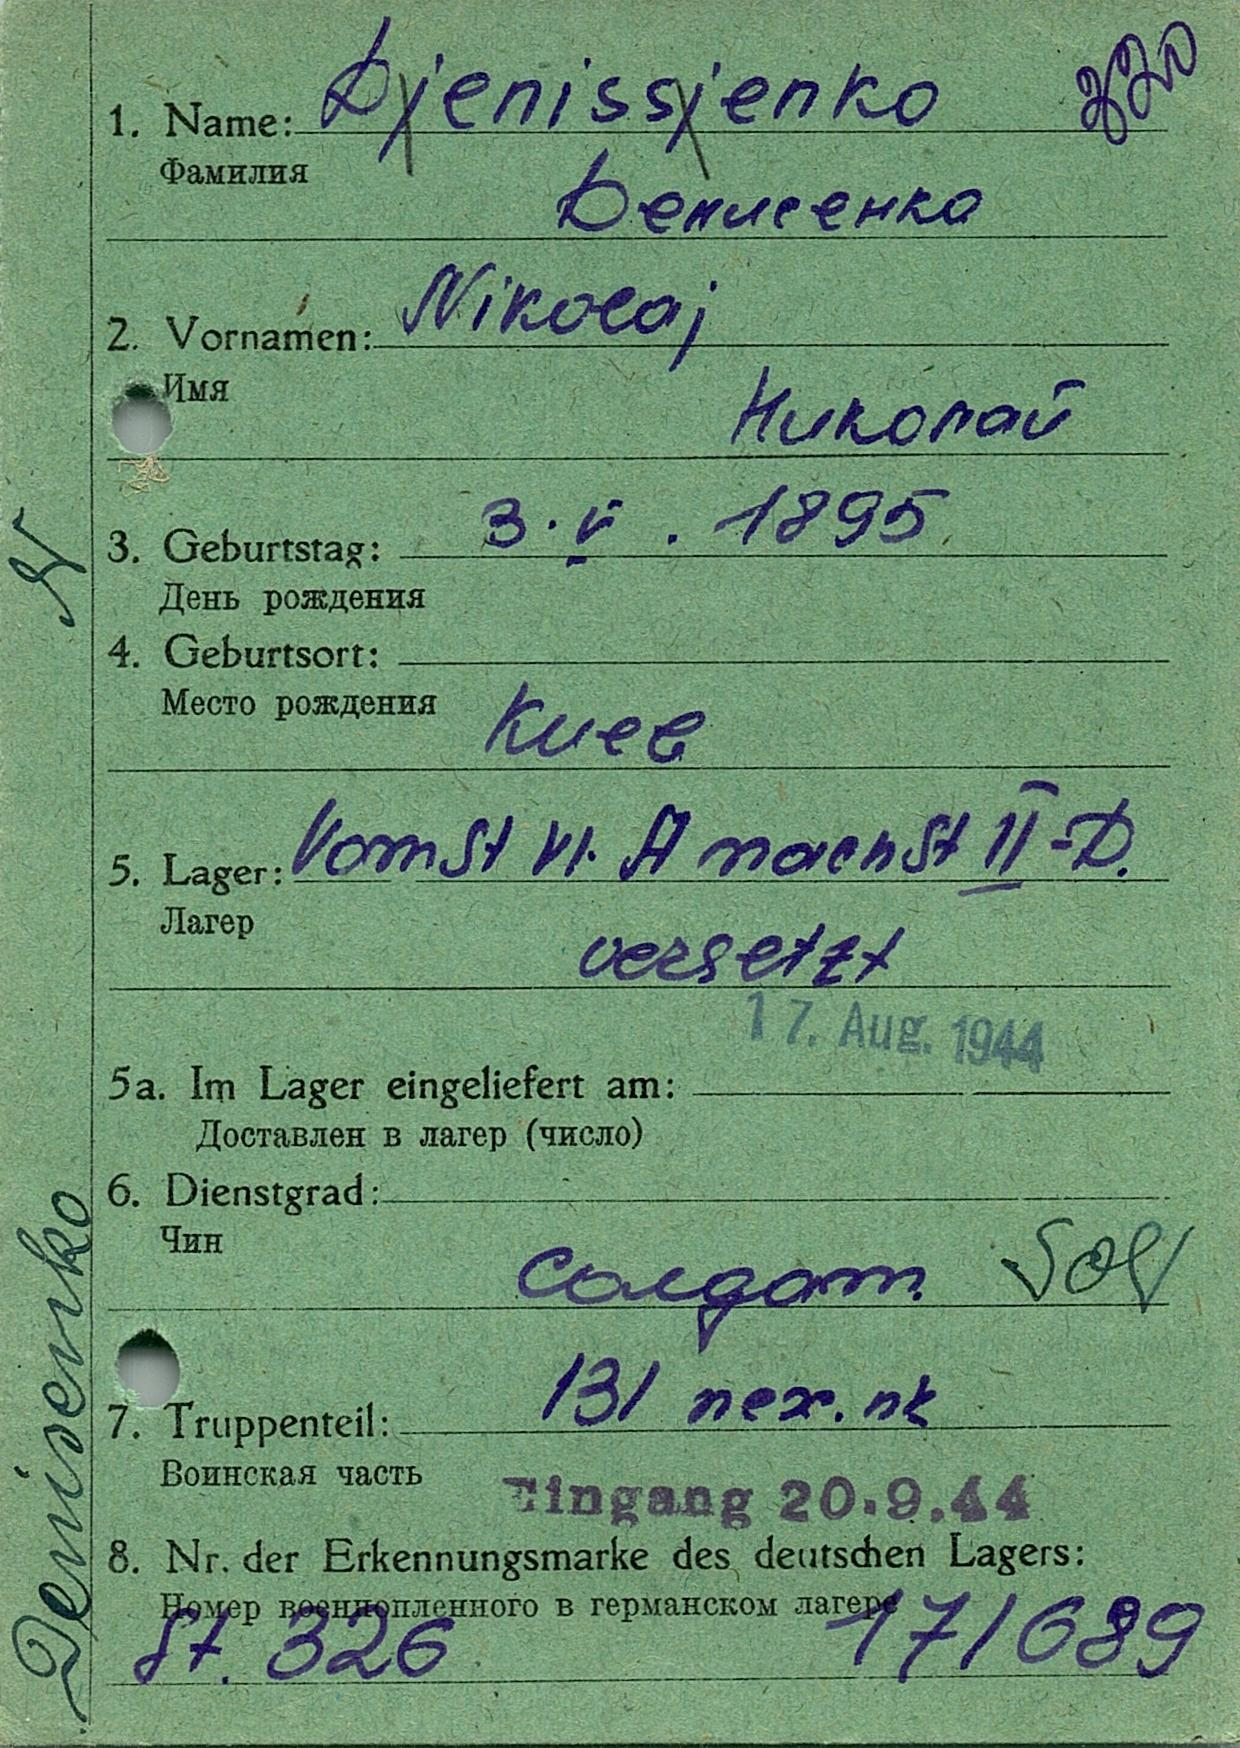 1. Name: Djenissjenko 220
Фамилия
Денисенко
2. Vornamen: Nikolaj
Имя
Николай
3. Geburtstag: 3. V. 1895
День рождения
4. Geburtsort:
Место рождения Киев
5. Lager: Vom St VI. A nach St II-D.
Лагер
versetzt
17. Aug. 1944
5a. Im Lager eingeliefert am:
Доставлен в лагер (число)
6. Dienstgrad:
Чин
Солдат Sol
7. Truppenteil: 131 пех. пк
Воинская часть
Eingang 20.9.44
8. Nr. der Erkennungsmarke des deutschen Lagers:
Номер военнопленного в германском лагере
St. 326 171689
Denisenko